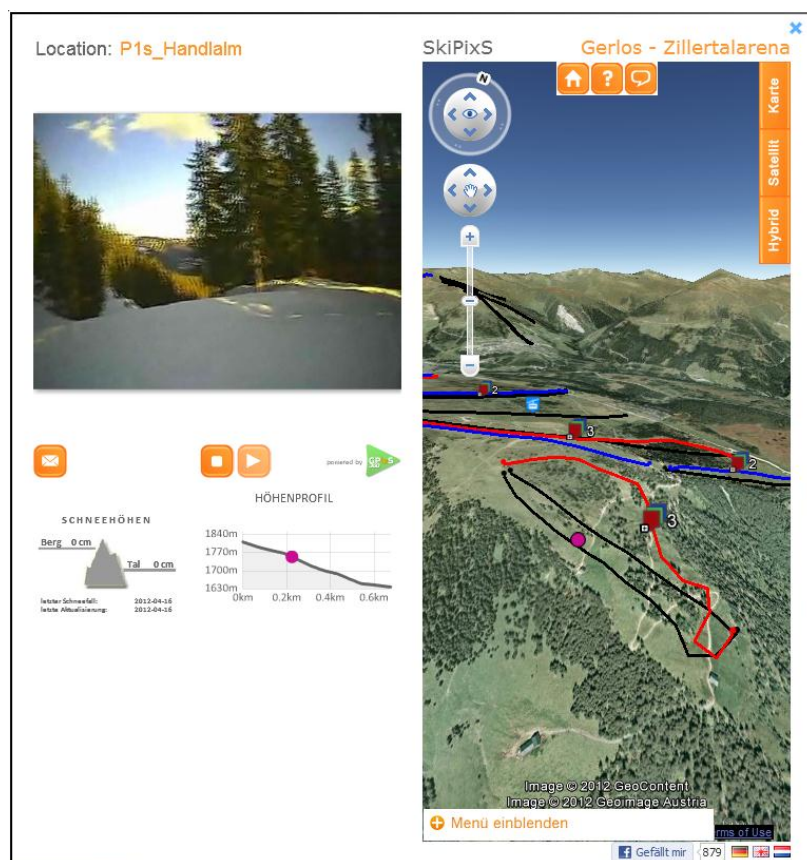 Location: P1s_Handlalm
SkiPixS
Gerlos - Zillertalarena
N
?
Karte
Satellit
Hybrid
2
3
2
3
powered by
HÖHENPROFIL
SCHNEEHÖHEN
Berg 0 cm
Tal 0 cm
letzter Schneefall: 2012-04-16
letzte Aktualisierung: 2012-04-16
1840m
1770m
1700m
1630m
0km 0.2km 0.4km 0.6km
Image © 2012 GeoContent
Image © 2012 Geoimage Austria
Menü einblenden
rms of Use
Gefällt mir 879